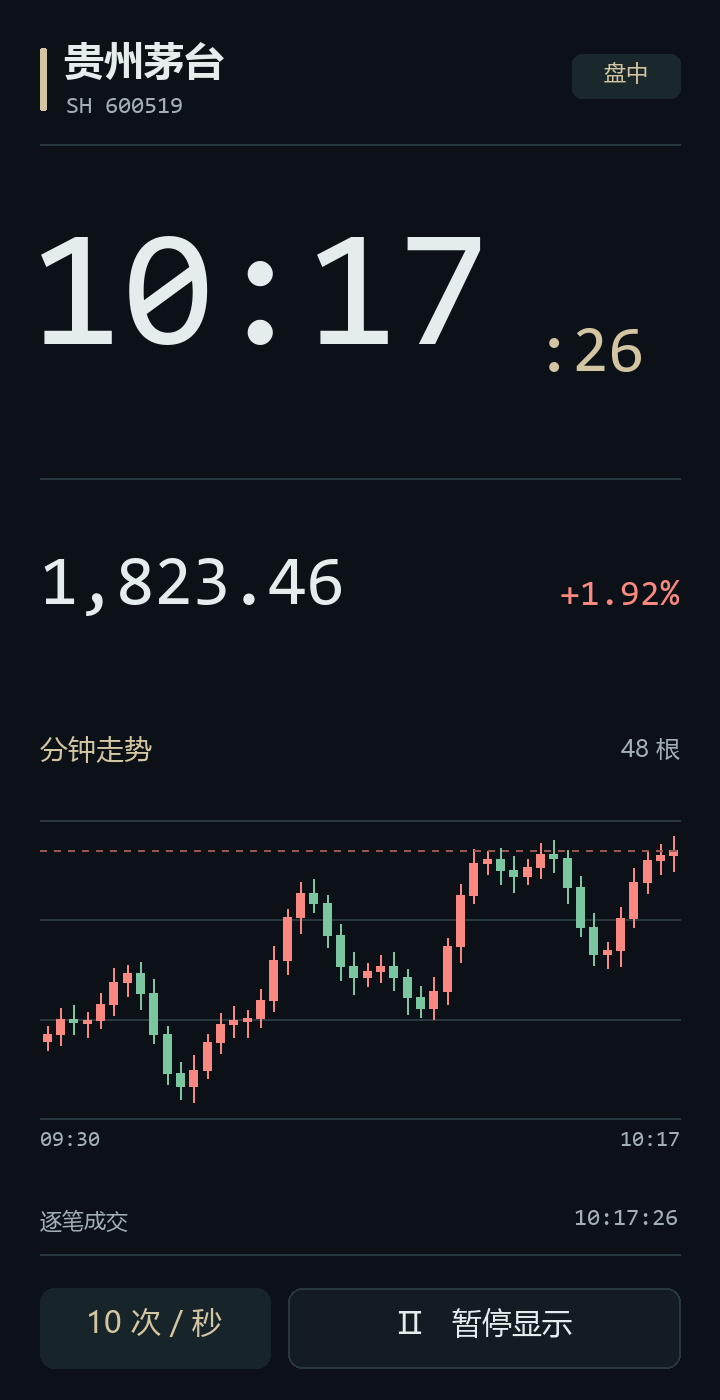 贵州茅台
SH 600519
盘中
10:17 :26
1,823.46 +1.92%
分钟走势 48 根
09:30 10:17
逐笔成交 10:17:26
10 次 / 秒
暂停显示